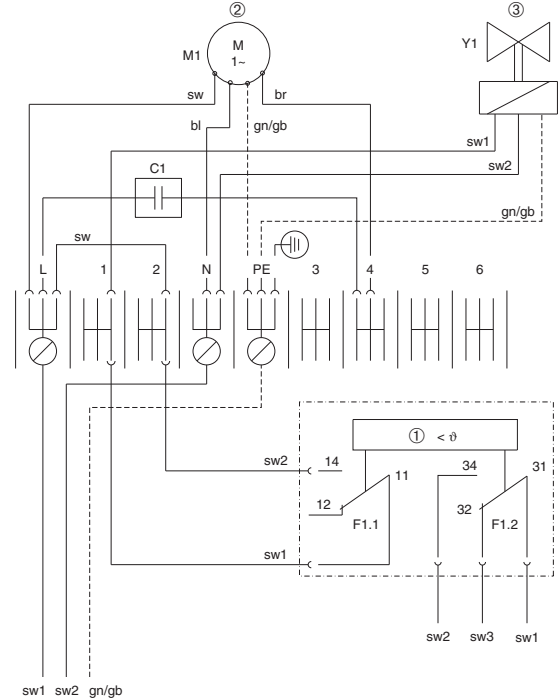 ② ③
M1 M 1~ Y1
sw br
bl gn/gb
sw1
C1 sw2
gn/gb
sw
L 1 2 N PE 3 4 5 6
① < ϑ
sw2 14 11 34 31
12 32
F1.1 F1.2
sw1
sw2 sw3 sw1
sw1 sw2 gn/gb